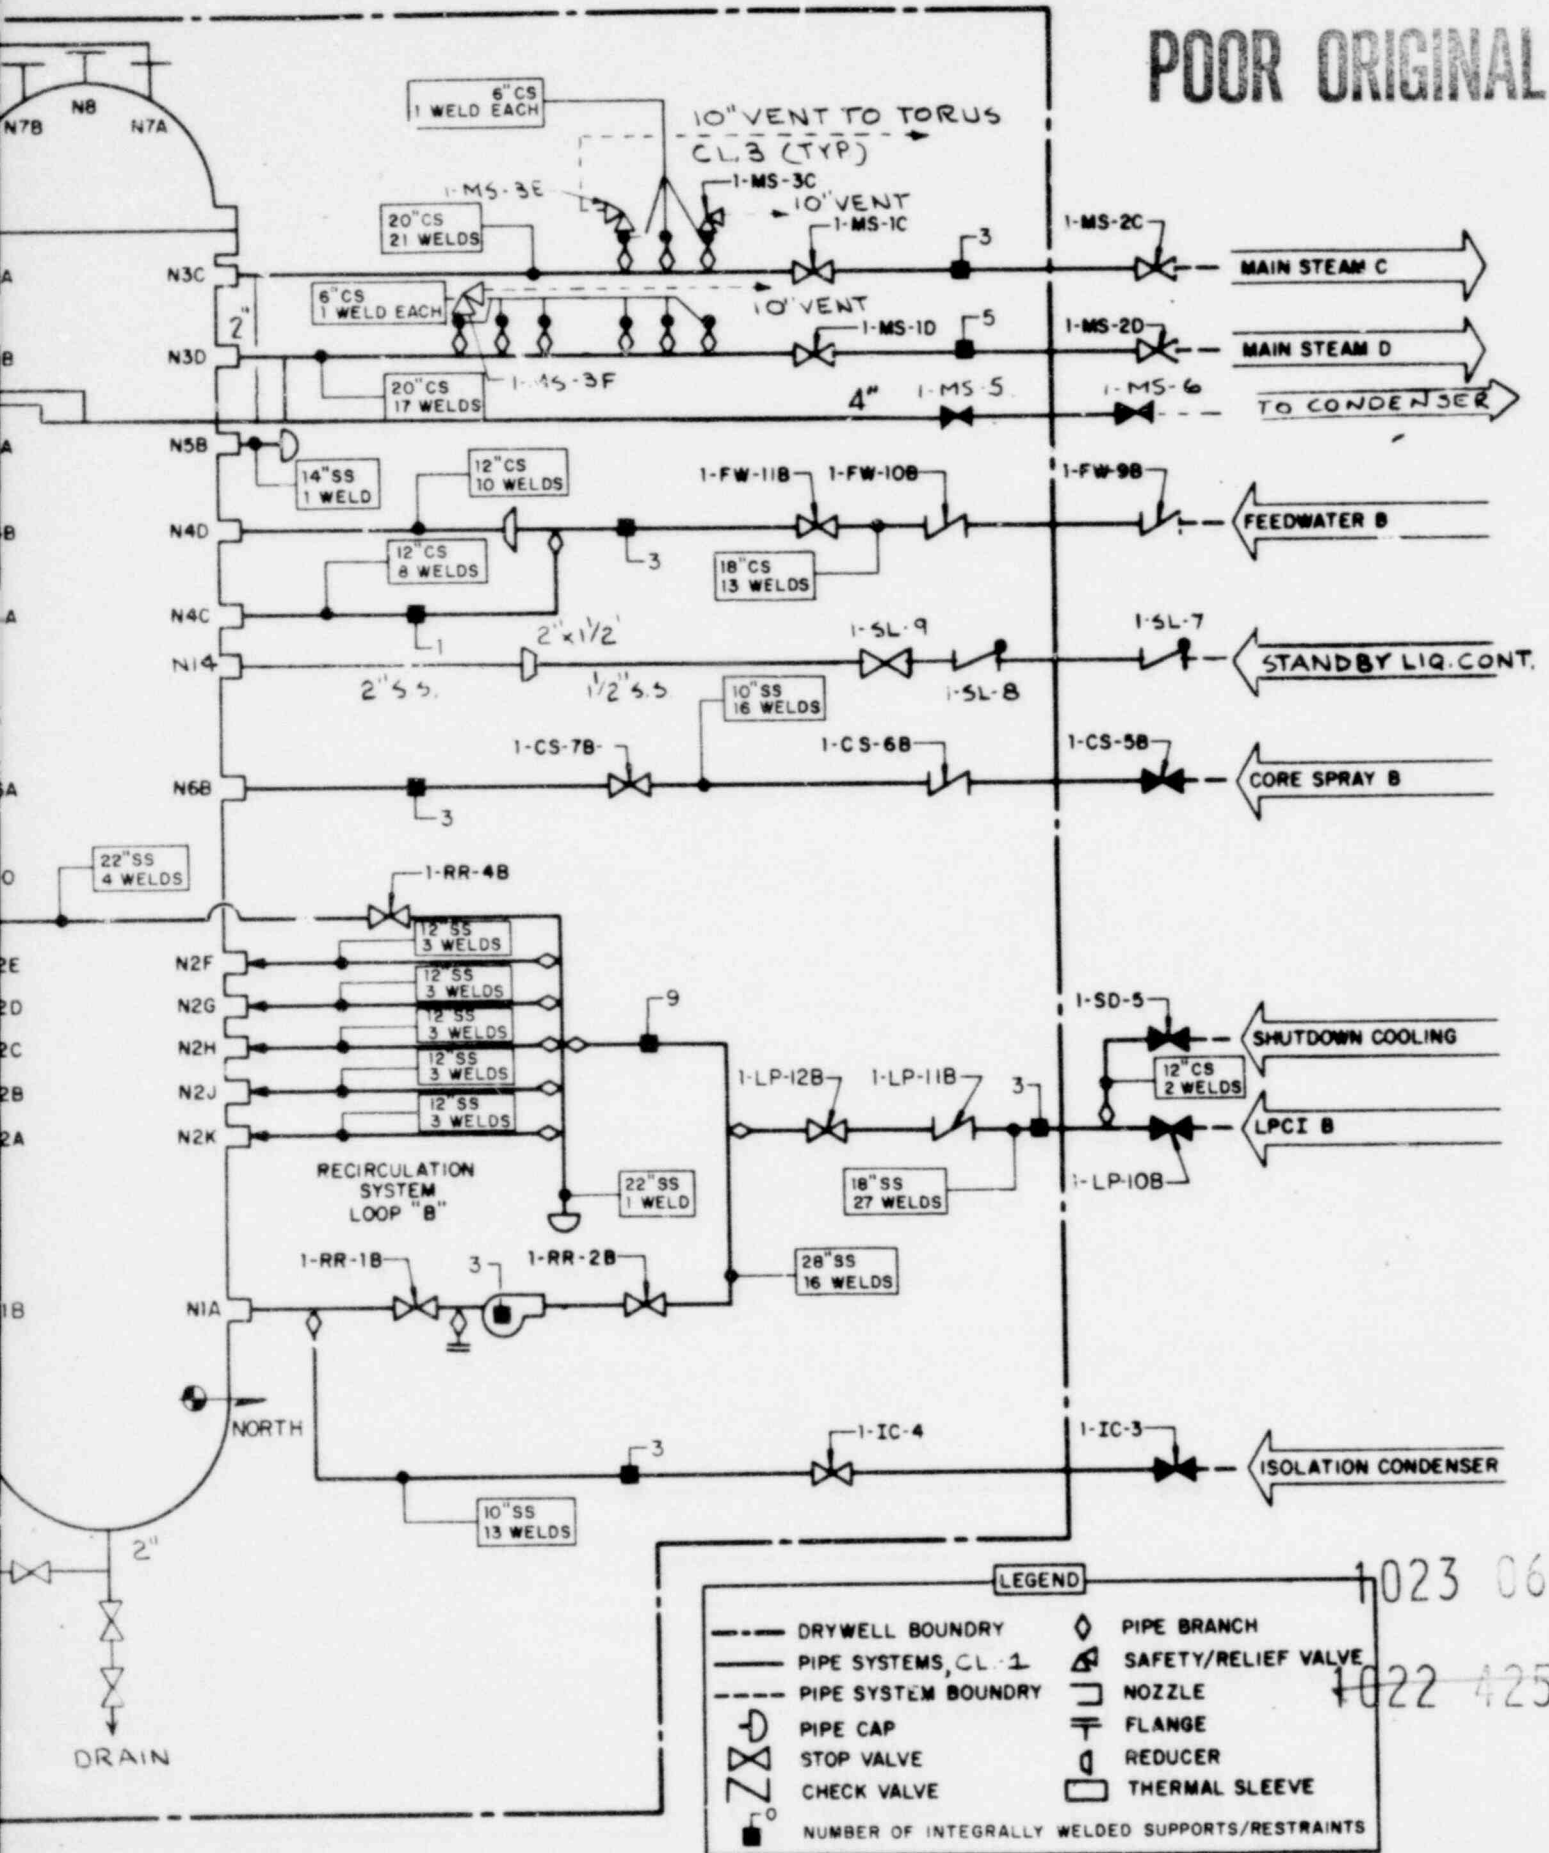 POOR ORIGINAL
N7B
N8
N7A
6" CS
1 WELD EACH
10" VENT TO TORUS
CL.3 (TYP)
1-MS-3E
1-MS-3C
10" VENT
20" CS
21 WELDS
1-MS-1C
3
1-MS-2C
MAIN STEAM C
A
N3C
6" CS
1 WELD EACH
10" VENT
2"
1-MS-1D
5
1-MS-2D
MAIN STEAM D
B
N3D
1-MS-3F
20" CS
17 WELDS
4"
1-MS-5
1-MS-6
TO CONDENSER
A
N5B
14" SS
1 WELD
12" CS
10 WELDS
1-FW-11B
1-FW-10B
1-FW-9B
FEEDWATER B
B
N4D
12" CS
8 WELDS
3
18" CS
13 WELDS
A
N4C
1
2" x 1/2"
1-SL-9
1-SL-7
N14
STANDBY LIQ. CONT.
2" S.S.
1/2" S.S
10" SS
16 WELDS
1-SL-8
1-CS-7B
1-CS-6B
1-CS-5B
5A
N6B
CORE SPRAY B
3
22" SS
4 WELDS
1-RR-4B
12" SS
3 WELDS
2E
N2F
12" SS
3 WELDS
9
1-SD-5
2D
N2G
12" SS
3 WELDS
SHUTDOWN COOLING
2C
N2H
12" SS
3 WELDS
1-LP-12B
1-LP-11B
3
12" CS
2 WELDS
2B
N2J
12" SS
3 WELDS
LPCI B
2A
N2K
RECIRCULATION
SYSTEM
LOOP "B"
22" SS
1 WELD
18" SS
27 WELDS
1-LP-10B
1-RR-1B
3
1-RR-2B
28" SS
16 WELDS
1B
N1A
NORTH
1-IC-4
1-IC-3
3
ISOLATION CONDENSER
10" SS
13 WELDS
2"
DRAIN
LEGEND
1023 06
DRYWELL BOUNDRY
PIPE BRANCH
PIPE SYSTEMS, CL. 1
SAFETY/RELIEF VALVE
PIPE SYSTEM BOUNDRY
NOZZLE
1022 425
PIPE CAP
FLANGE
STOP VALVE
REDUCER
CHECK VALVE
THERMAL SLEEVE
0
NUMBER OF INTEGRALLY WELDED SUPPORTS/RESTRAINTS